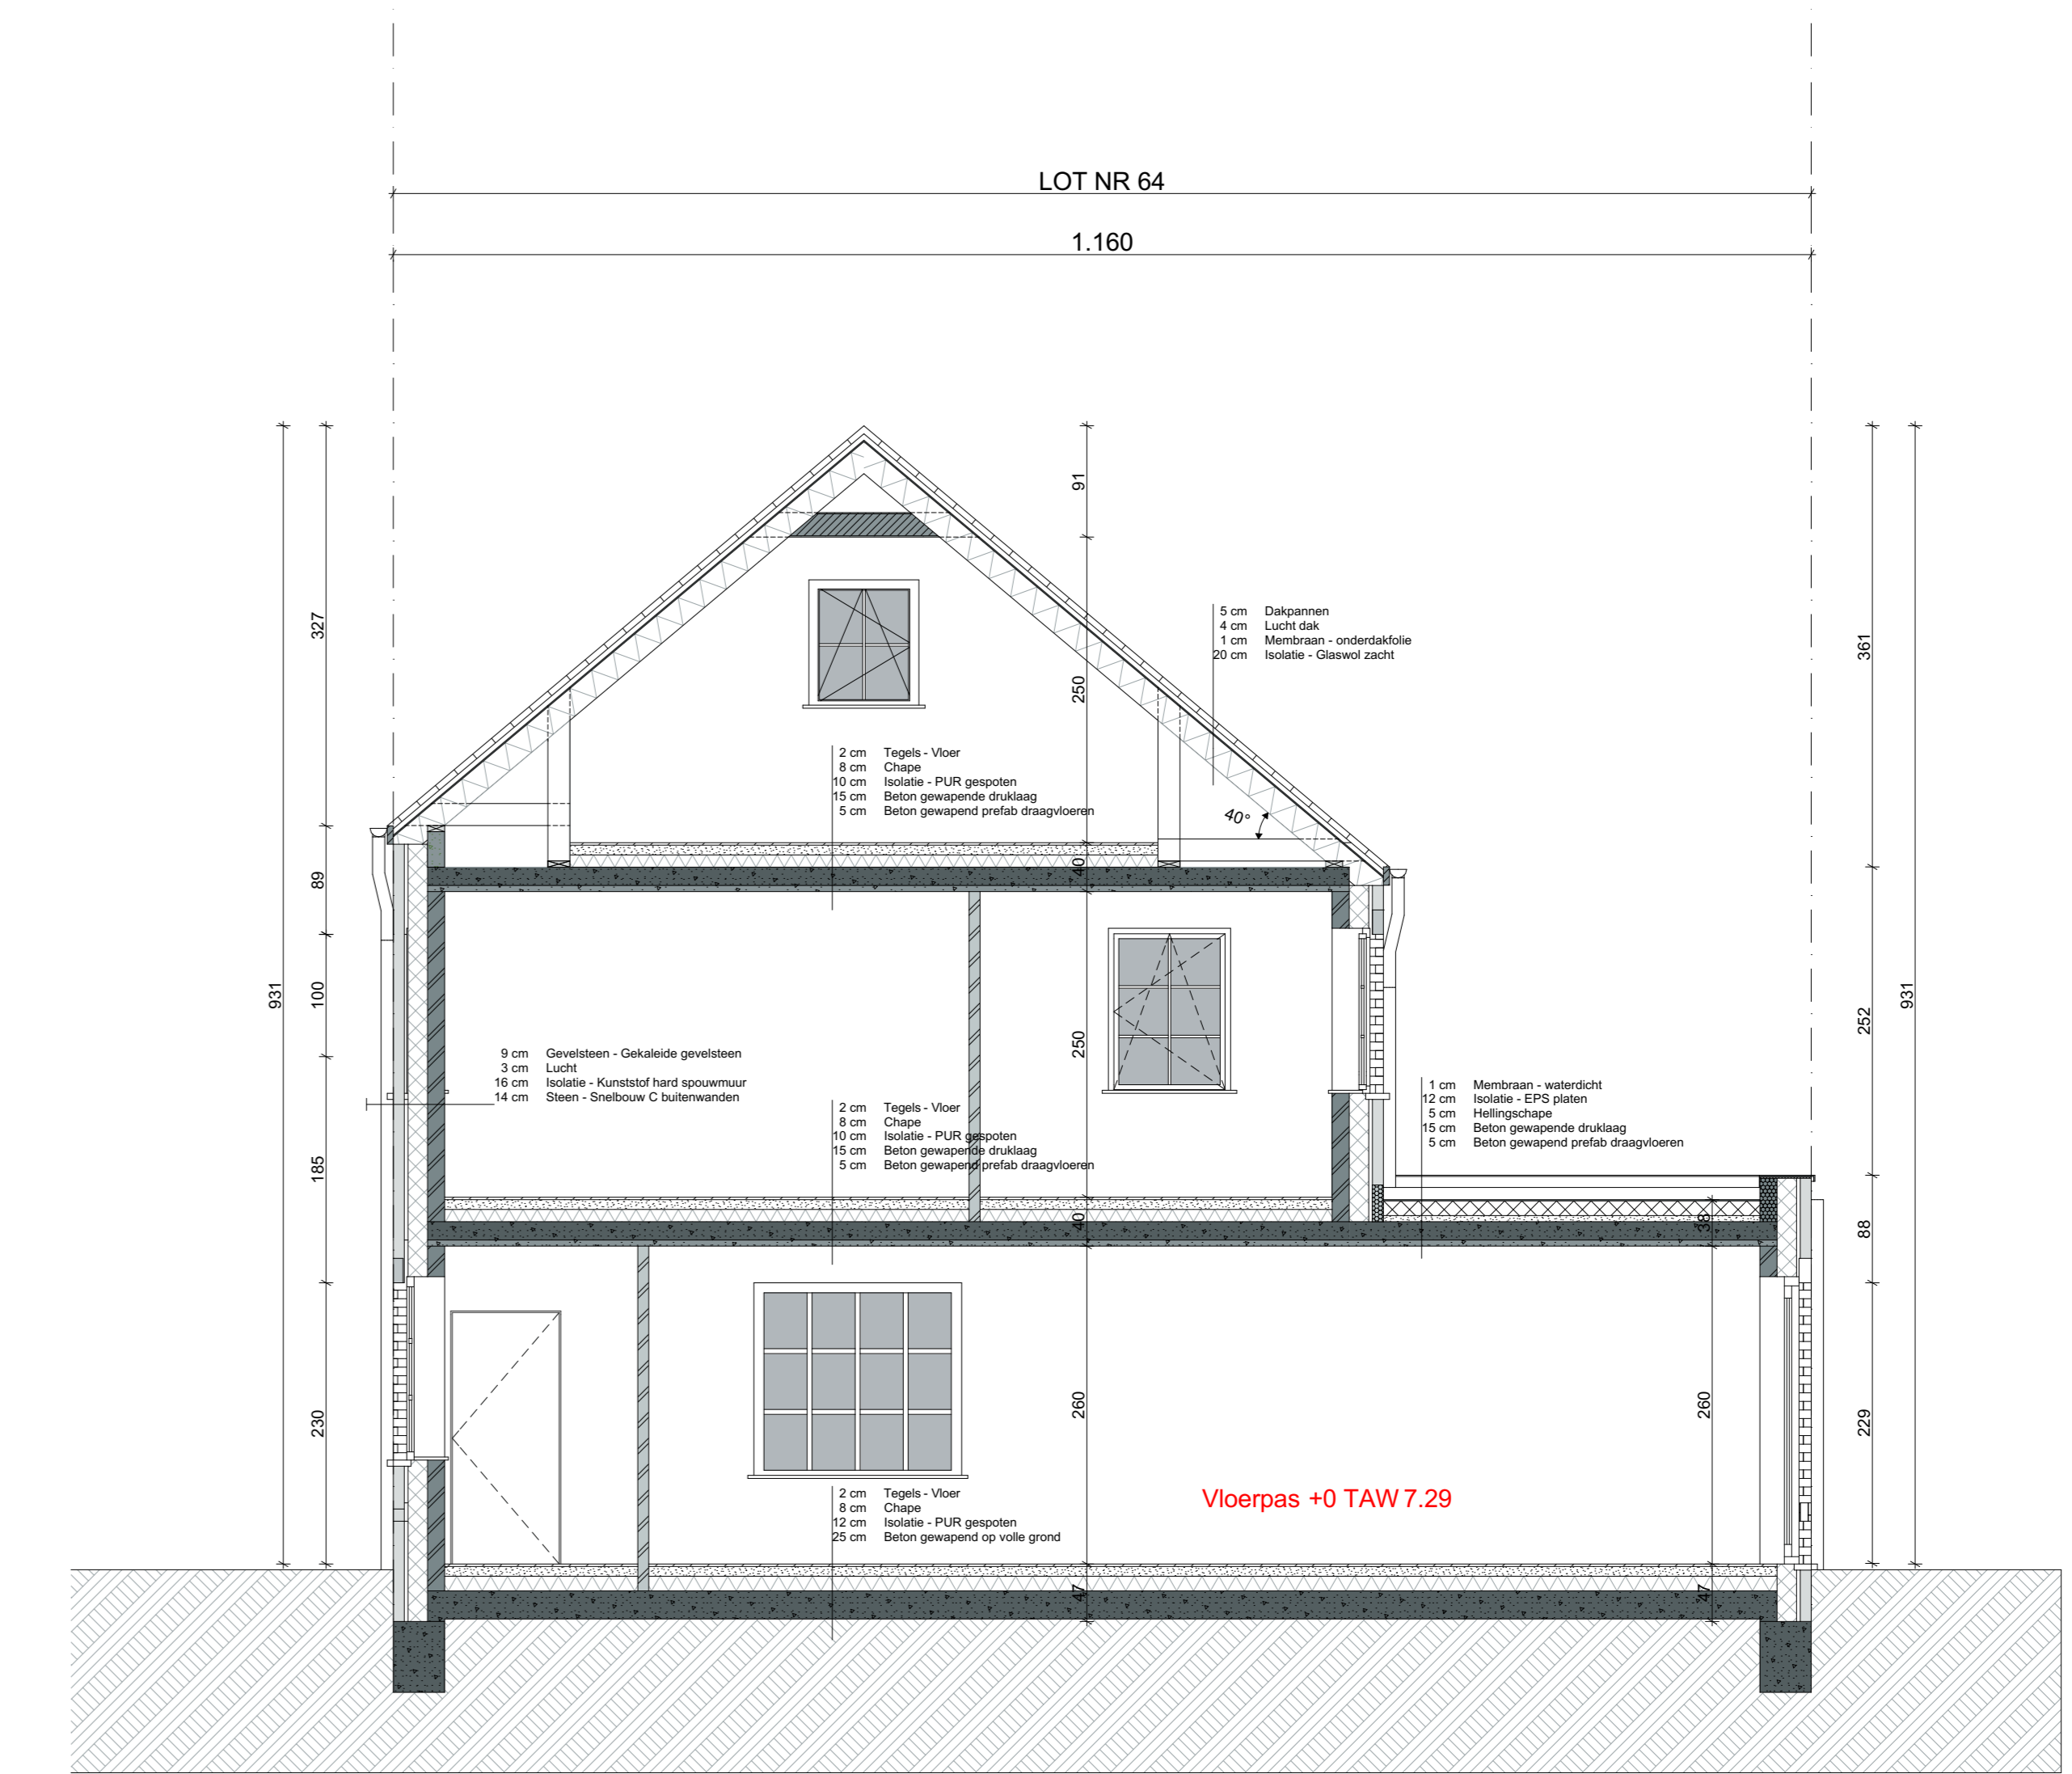 LOT NR 64
1.160
931
327
89
100
185
230
91
250
40
250
40
260
47
38
260
47
361
252
88
229
931
5 cm Dakpannen
4 cm Lucht dak
1 cm Membraan - onderdakfolie
20 cm Isolatie - Glaswol zacht
40°
2 cm Tegels - Vloer
8 cm Chape
10 cm Isolatie - PUR gespoten
15 cm Beton gewapende druklaag
5 cm Beton gewapend prefab draagvloeren
9 cm Gevelsteen - Gekaleide gevelsteen
3 cm Lucht
16 cm Isolatie - Kunststof hard spouwmuur
14 cm Steen - Snelbouw C buitenwanden
2 cm Tegels - Vloer
8 cm Chape
10 cm Isolatie - PUR gespoten
15 cm Beton gewapende druklaag
5 cm Beton gewapend prefab draagvloeren
1 cm Membraan - waterdicht
12 cm Isolatie - EPS platen
5 cm Hellingschape
15 cm Beton gewapende druklaag
5 cm Beton gewapend prefab draagvloeren
2 cm Tegels - Vloer
8 cm Chape
12 cm Isolatie - PUR gespoten
25 cm Beton gewapend op volle grond
Vloerpas +0 TAW 7.29